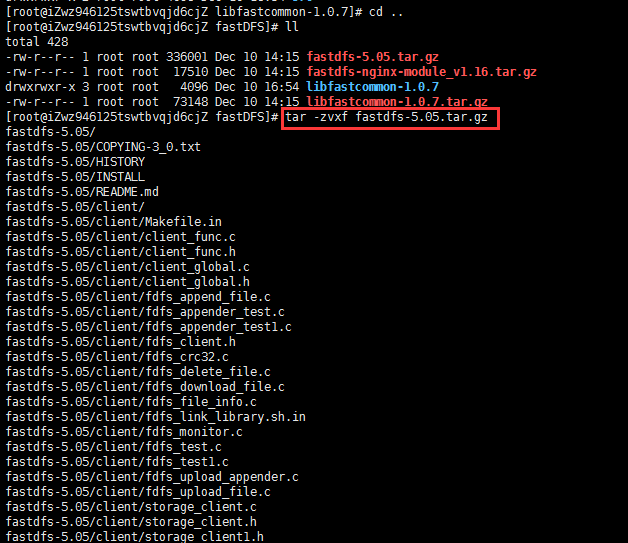 [root@iZwz946125tswtbvqjd6cjZ libfastcommon-1.0.7]# cd ..
[root@iZwz946125tswtbvqjd6cjZ fastDFS]# ll
total 428
-rw-r--r-- 1 root root 336001 Dec 10 14:15 fastdfs-5.05.tar.gz
-rw-r--r-- 1 root root  17510 Dec 10 14:15 fastdfs-nginx-module_v1.16.tar.gz
drwxrwxr-x 3 root root   4096 Dec 10 16:54 libfastcommon-1.0.7
-rw-r--r-- 1 root root  73148 Dec 10 14:15 libfastcommon-1.0.7.tar.gz
[root@iZwz946125tswtbvqjd6cjZ fastDFS]# tar -zvxf fastdfs-5.05.tar.gz
fastdfs-5.05/
fastdfs-5.05/COPYING-3_0.txt
fastdfs-5.05/HISTORY
fastdfs-5.05/INSTALL
fastdfs-5.05/README.md
fastdfs-5.05/client/
fastdfs-5.05/client/Makefile.in
fastdfs-5.05/client/client_func.c
fastdfs-5.05/client/client_func.h
fastdfs-5.05/client/client_global.c
fastdfs-5.05/client/client_global.h
fastdfs-5.05/client/fdfs_append_file.c
fastdfs-5.05/client/fdfs_appender_test.c
fastdfs-5.05/client/fdfs_appender_test1.c
fastdfs-5.05/client/fdfs_client.h
fastdfs-5.05/client/fdfs_crc32.c
fastdfs-5.05/client/fdfs_delete_file.c
fastdfs-5.05/client/fdfs_download_file.c
fastdfs-5.05/client/fdfs_file_info.c
fastdfs-5.05/client/fdfs_link_library.sh.in
fastdfs-5.05/client/fdfs_monitor.c
fastdfs-5.05/client/fdfs_test.c
fastdfs-5.05/client/fdfs_test1.c
fastdfs-5.05/client/fdfs_upload_appender.c
fastdfs-5.05/client/fdfs_upload_file.c
fastdfs-5.05/client/storage_client.c
fastdfs-5.05/client/storage_client.h
fastdfs-5.05/client/storage_client1.h